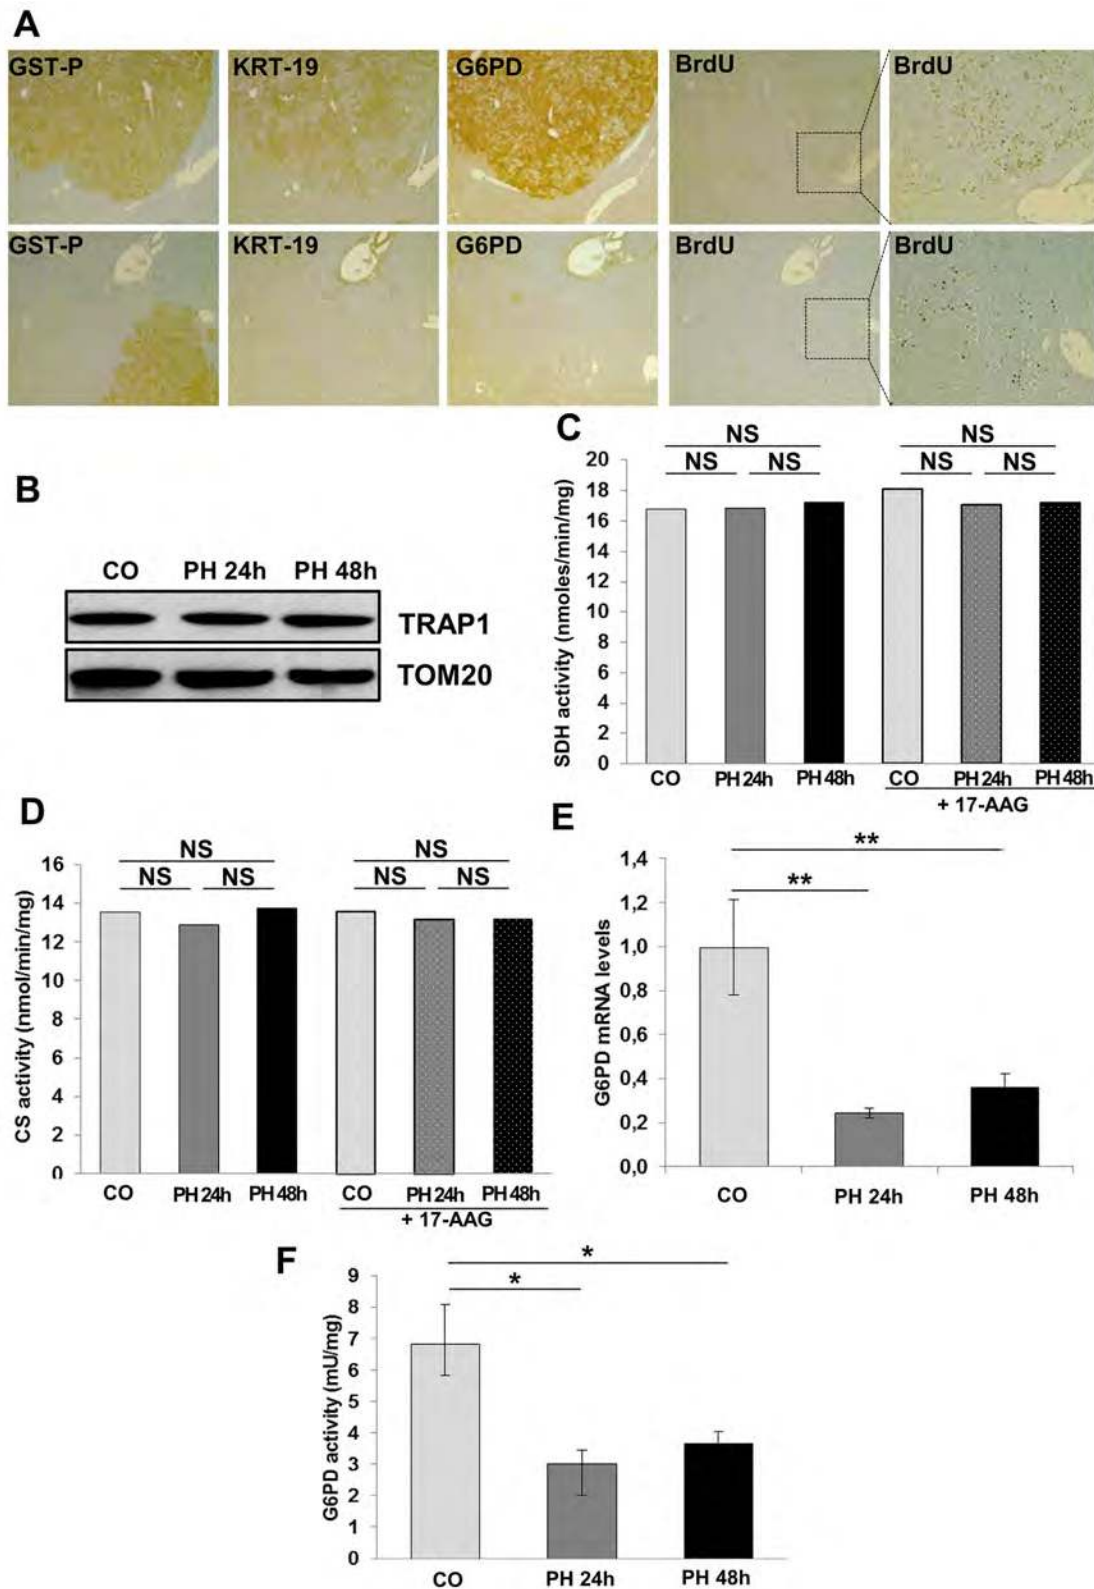 A
GST-P KRT-19 G6PD BrdU BrdU
GST-P KRT-19 G6PD BrdU BrdU
B
CO PH 24h PH 48h
TRAP1
TOM20
C
NS NS
NS NS NS NS
SDH activity (nmoles/min/mg)
20
18
16
14
12
10
8
6
4
2
0
CO PH 24h PH 48h CO PH 24h PH 48h
+ 17-AAG
D
NS NS
NS NS NS NS
CS activity (nmol/min/mg)
16
14
12
10
8
6
4
2
0
CO PH 24h PH 48h CO PH 24h PH 48h
+ 17-AAG
E
**
**
G6PD mRNA levels
1,4
1,2
1,0
0,8
0,6
0,4
0,2
0,0
CO PH 24h PH 48h
F
*
*
G6PD activity (mU/mg)
9
8
7
6
5
4
3
2
1
0
CO PH 24h PH 48h